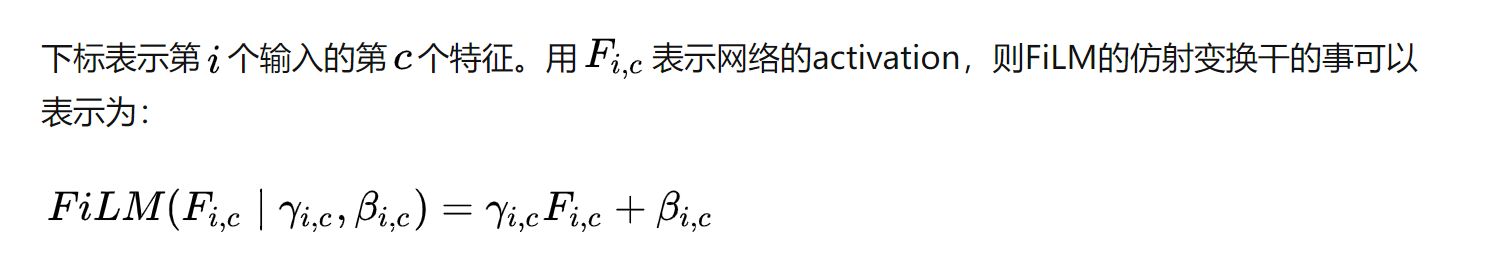 下标表示第 i 个输入的第 c 个特征。用 F_{i,c} 表示网络的activation，则FiLM的仿射变换干的事可以
表示为：
FiLM(F_{i,c} | γ_{i,c}, β_{i,c}) = γ_{i,c}F_{i,c} + β_{i,c}